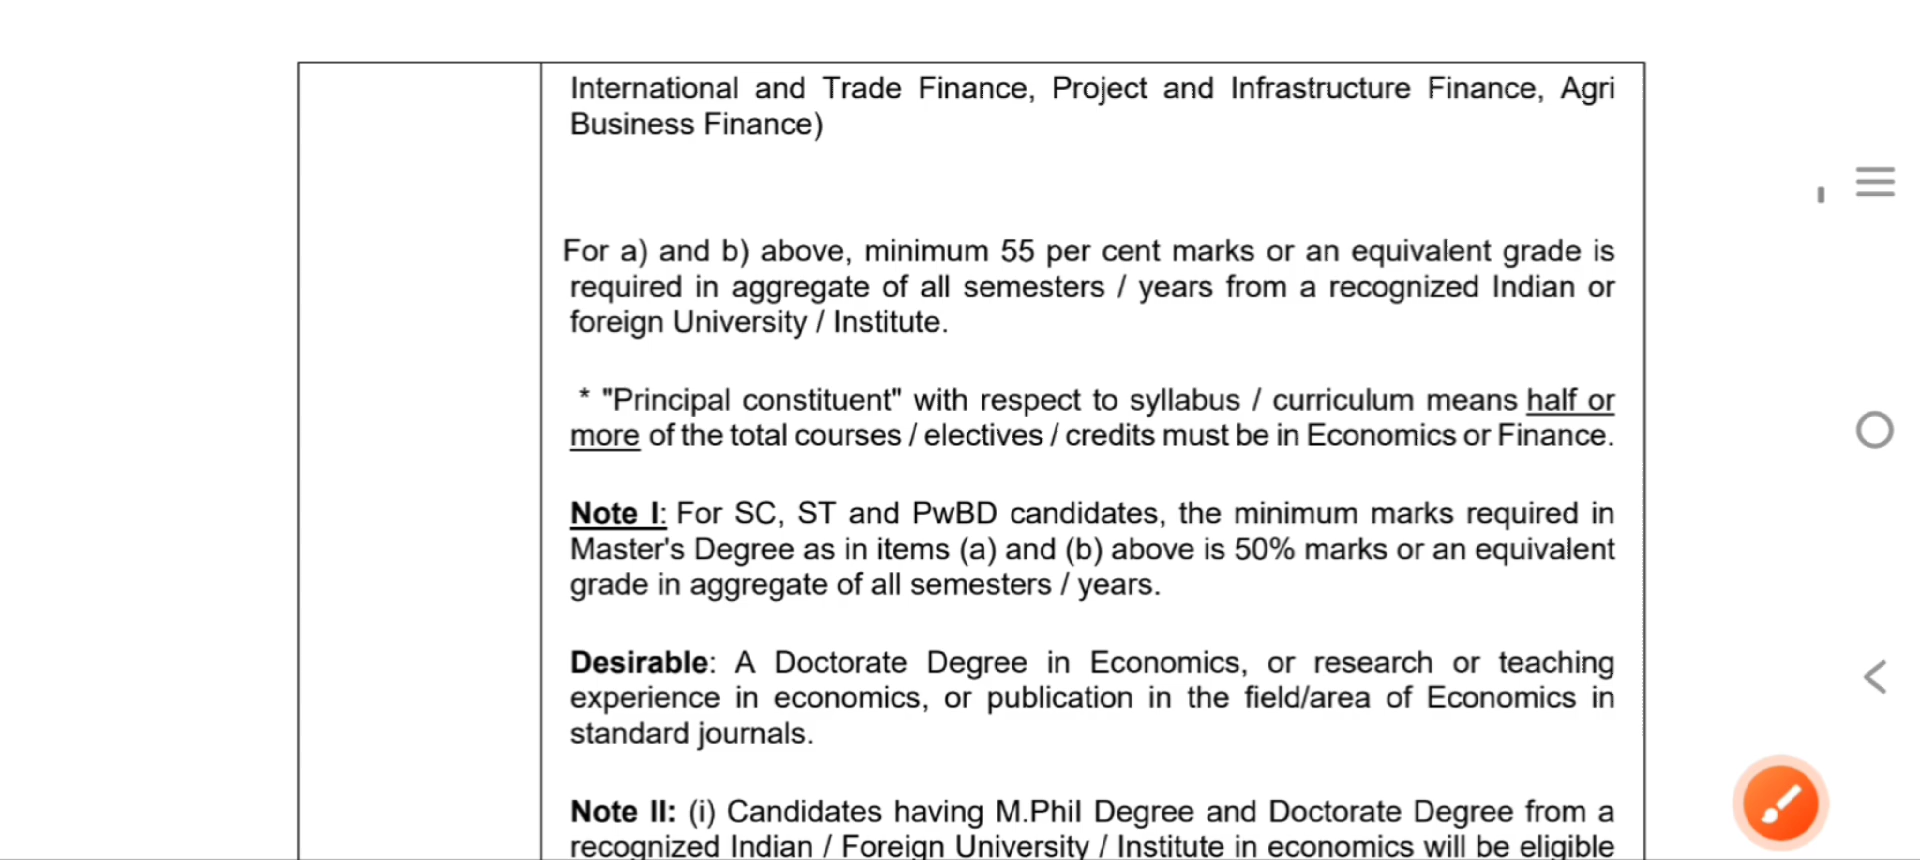 International and Trade Finance, Project and Infrastructure Finance, Agri
Business Finance)
For a) and b) above, minimum 55 per cent marks or an equivalent grade is
required in aggregate of all semesters / years from a recognized Indian or
foreign University / Institute.
* "Principal constituent" with respect to syllabus / curriculum means half or
more of the total courses / electives / credits must be in Economics or Finance.
Note I: For SC, ST and PwBD candidates, the minimum marks required in
Master's Degree as in items (a) and (b) above is 50% marks or an equivalent
grade in aggregate of all semesters / years.
Desirable: A Doctorate Degree in Economics, or research or teaching
experience in economics, or publication in the field/area of Economics in
standard journals.
Note II: (i) Candidates having M.Phil Degree and Doctorate Degree from a
recognized Indian / Foreign University / Institute in economics will be eligible